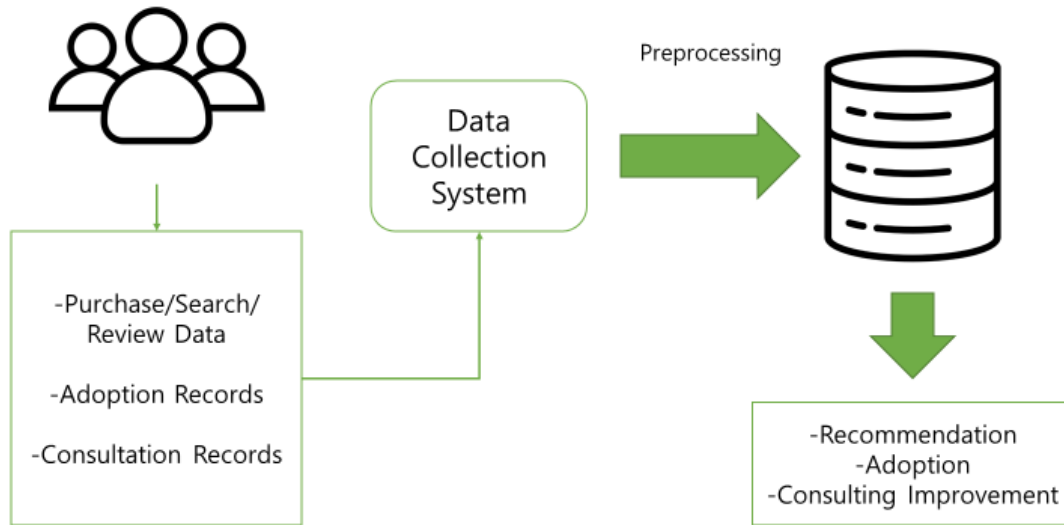 Preprocessing
Data
Collection
System
-Purchase/Search/
Review Data
-Adoption Records
-Consultation Records
-Recommendation
-Adoption
-Consulting Improvement